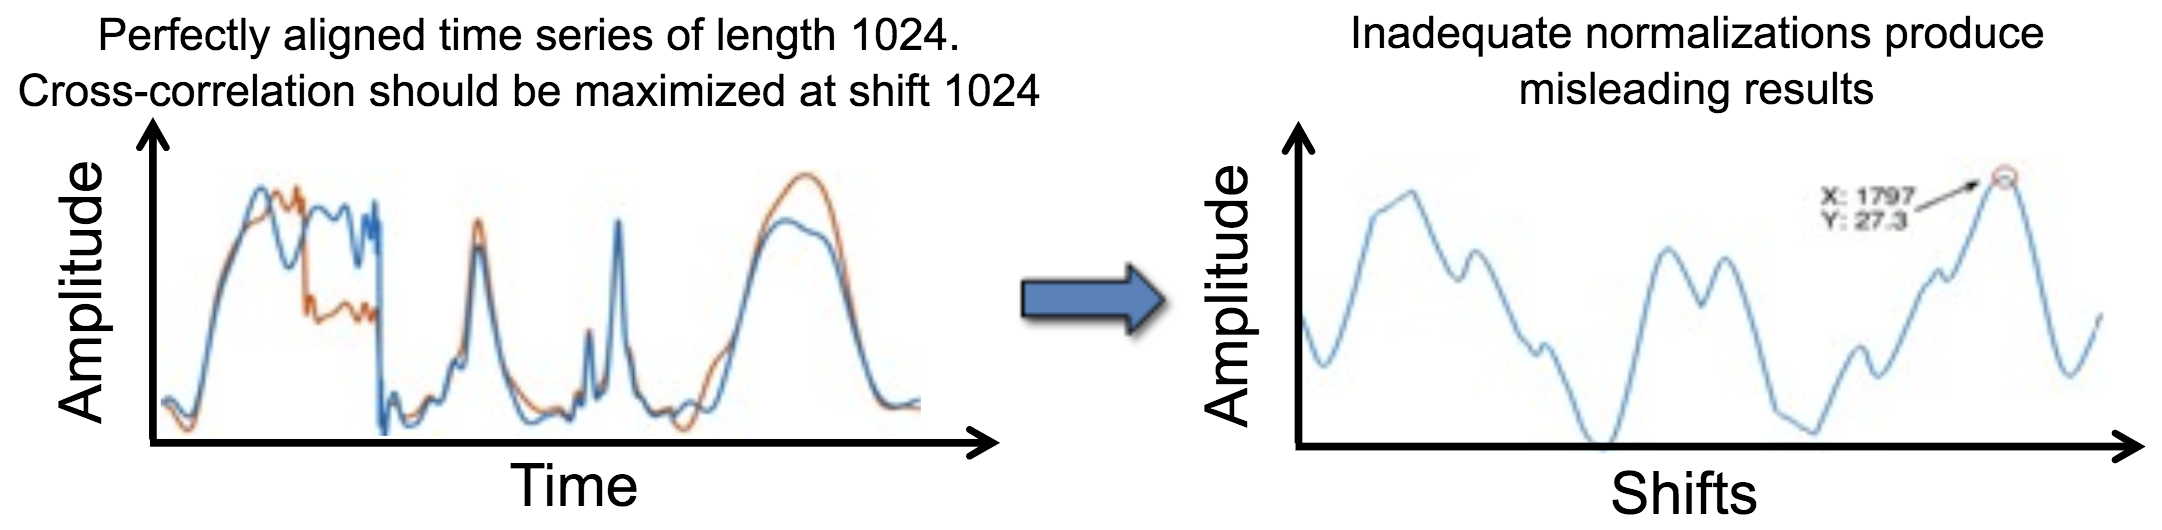 Perfectly aligned time series of length 1024.
Cross-correlation should be maximized at shift 1024
Amplitude
Time
Inadequate normalizations produce
misleading results
Amplitude
X: 1797
Y: 27.3
Shifts